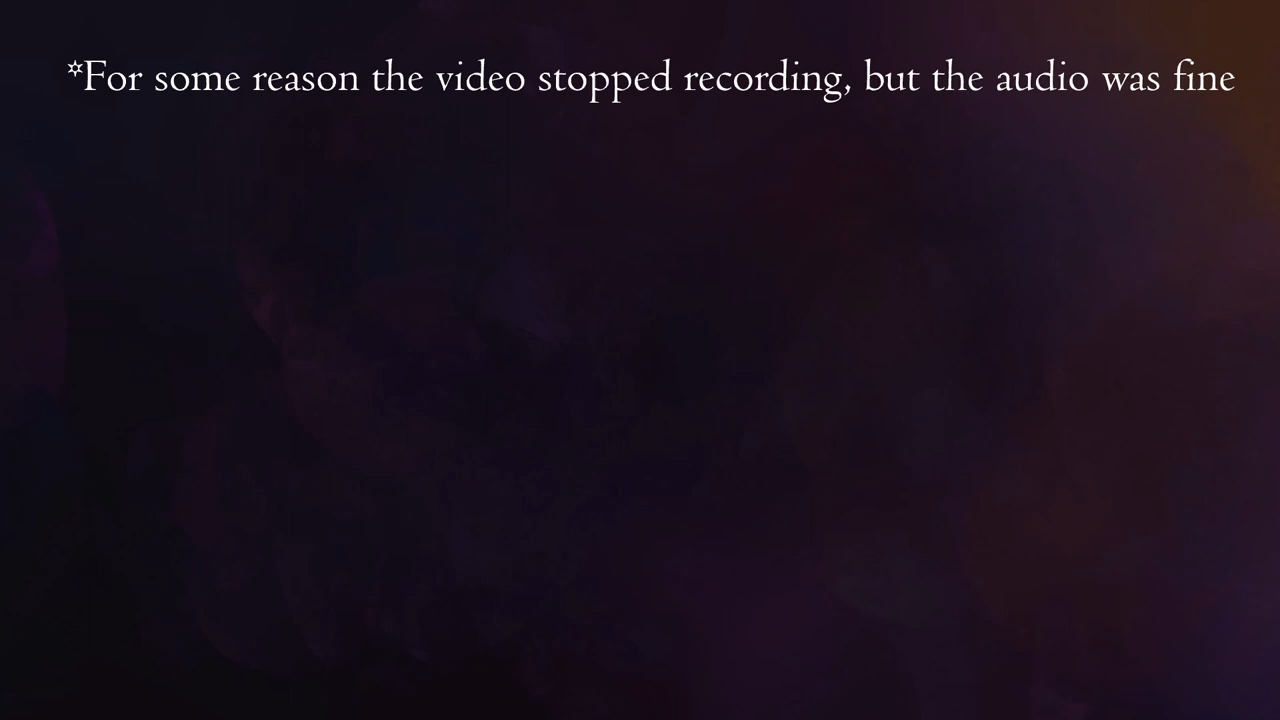 *For some reason the video stopped recording, but the audio was fine